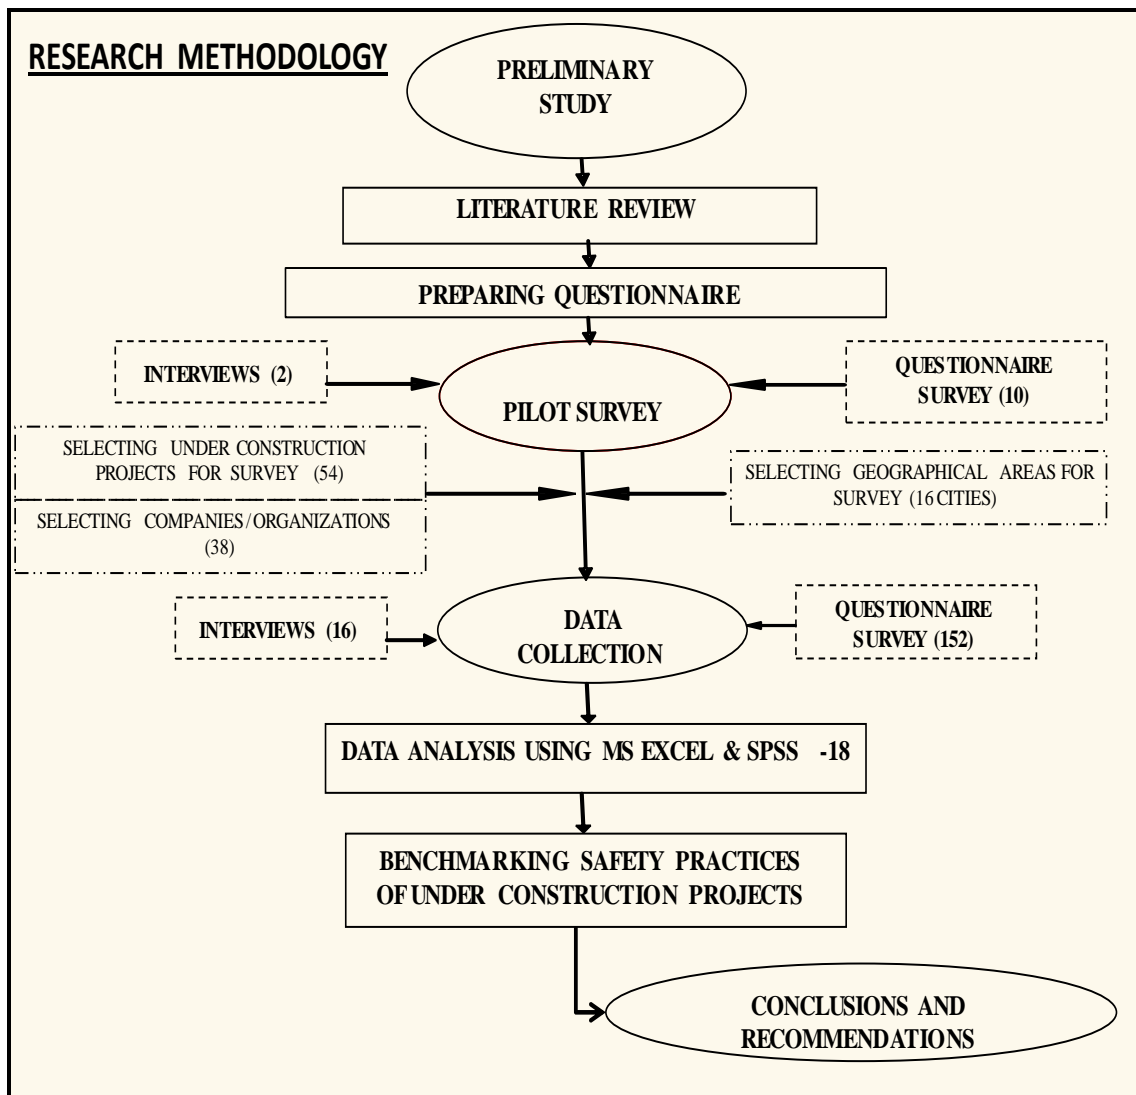 RESEARCH METHODOLOGY
PRELIMINARY
STUDY
LITERATURE REVIEW
PREPARING QUESTIONNAIRE
INTERVIEWS (2)
PILOT SURVEY
QUESTIONNAIRE
SURVEY (10)
SELECTING UNDER CONSTRUCTION
PROJECTS FOR SURVEY (54)
SELECTING COMPANIES/ORGANIZATIONS
(38)
SELECTING GEOGRAPHICAL AREAS FOR
SURVEY (16 CITIES)
INTERVIEWS (16)
DATA
COLLECTION
QUESTIONNAIRE
SURVEY (152)
DATA ANALYSIS USING MS EXCEL & SPSS -18
BENCHMARKING SAFETY PRACTICES
OF UNDER CONSTRUCTION PROJECTS
CONCLUSIONS AND
RECOMMENDATIONS